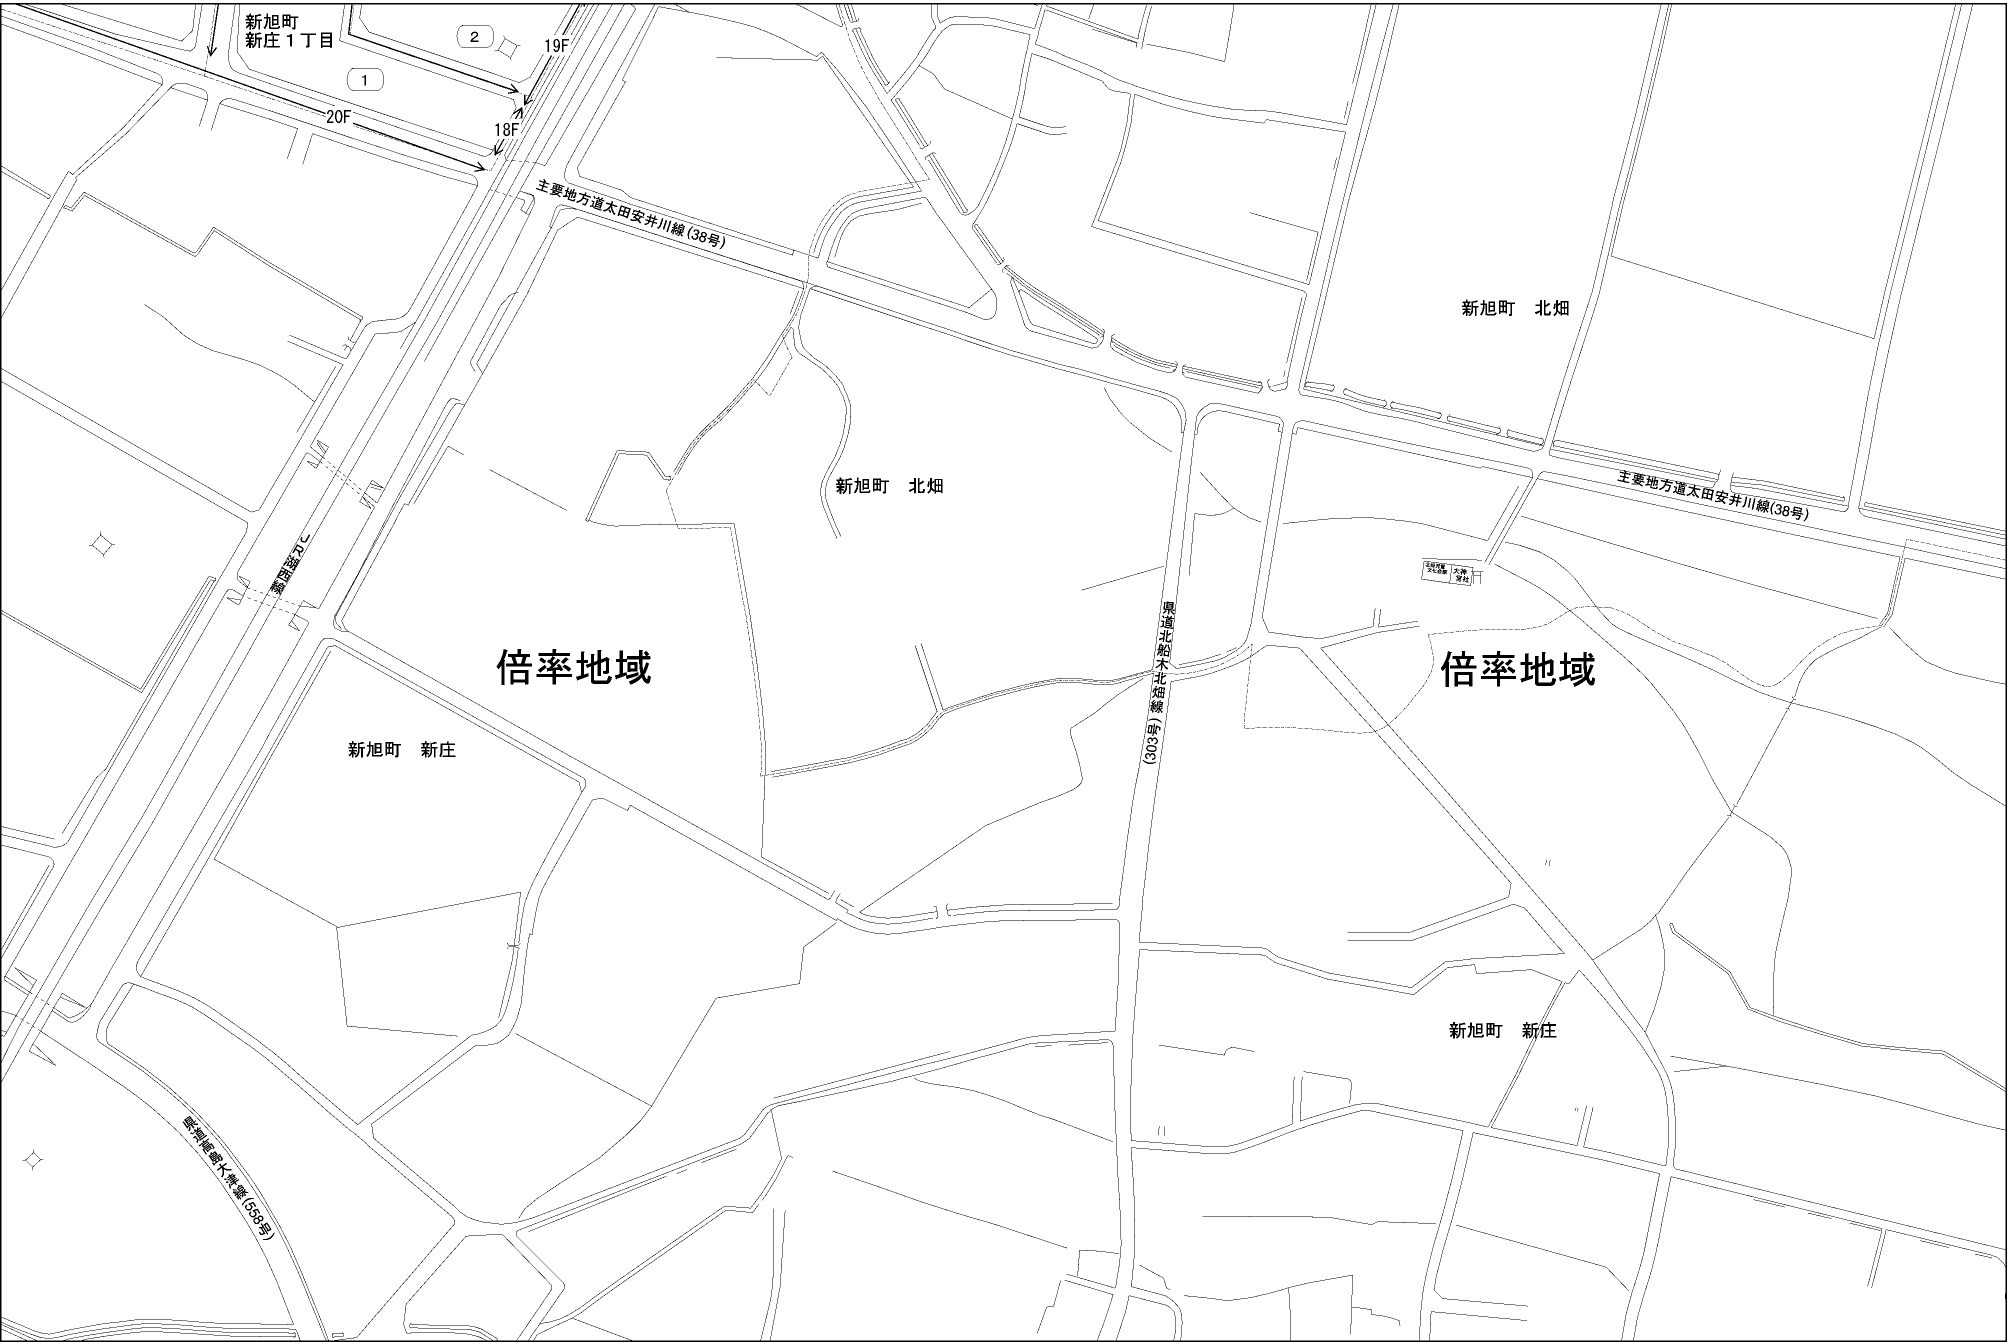 新旭町
新庄１丁目
2
1
19F
20F
18F
主要地方道太田安井川線(38号)
新旭町　北畑
新旭町　北畑
主要地方道太田安井川線(38号)
ＪＲ湖西線
大神
宮社
県道北船木北畑線(303号)
倍率地域
倍率地域
新旭町　新庄
新旭町　新庄
県道高島大津線(558号)